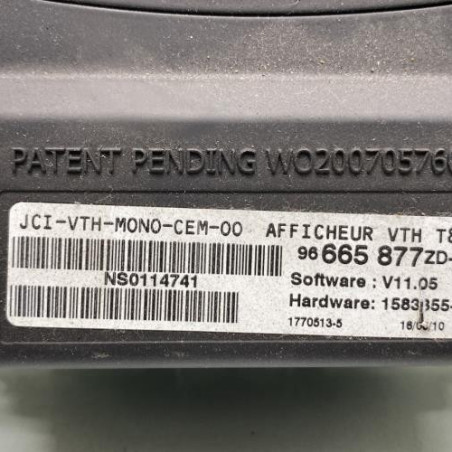 PATENT PENDING WO20070576
JCI-VTH-MONO-CEM-00 AFFICHEUR VTH T8
96 665 877ZD-
NS0114741
Software : V11.05
Hardware: 1583
1770513-5